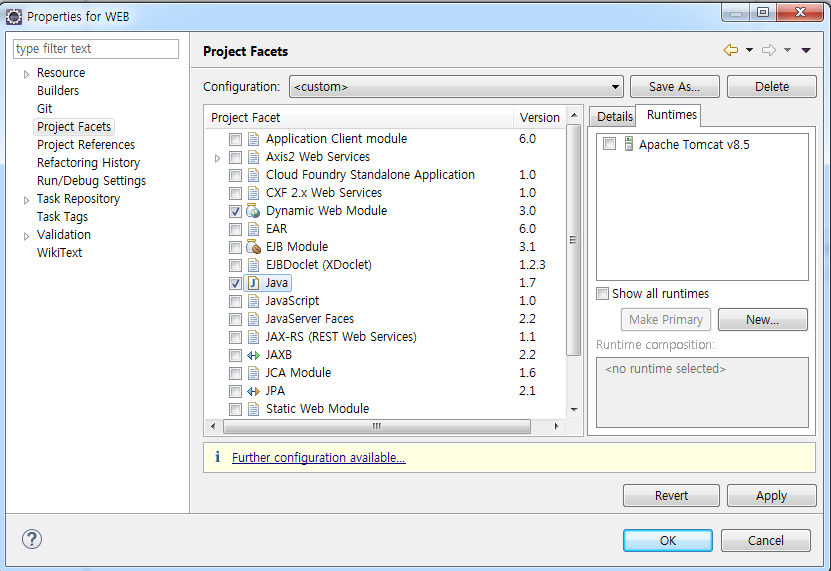 Properties for WEB
type filter text
Resource
Builders
Git
Project Facets
Project References
Refactoring History
Run/Debug Settings
Task Repository
Task Tags
Validation
WikiText
Project Facets
Configuration: <custom> Save As... Delete
Project Facet Version
Application Client module 6.0
Axis2 Web Services
Cloud Foundry Standalone Application 1.0
CXF 2.x Web Services 1.0
Dynamic Web Module 3.0
EAR 6.0
EJB Module 3.1
EJBDoclet (XDoclet) 1.2.3
Java 1.7
JavaScript 1.0
JavaServer Faces 2.2
JAX-RS (REST Web Services) 1.1
JAXB 2.2
JCA Module 1.6
JPA 2.1
Static Web Module
Details Runtimes
Apache Tomcat v8.5
Show all runtimes
Make Primary New...
Runtime composition:
<no runtime selected>
Further configuration available...
Revert Apply
OK Cancel